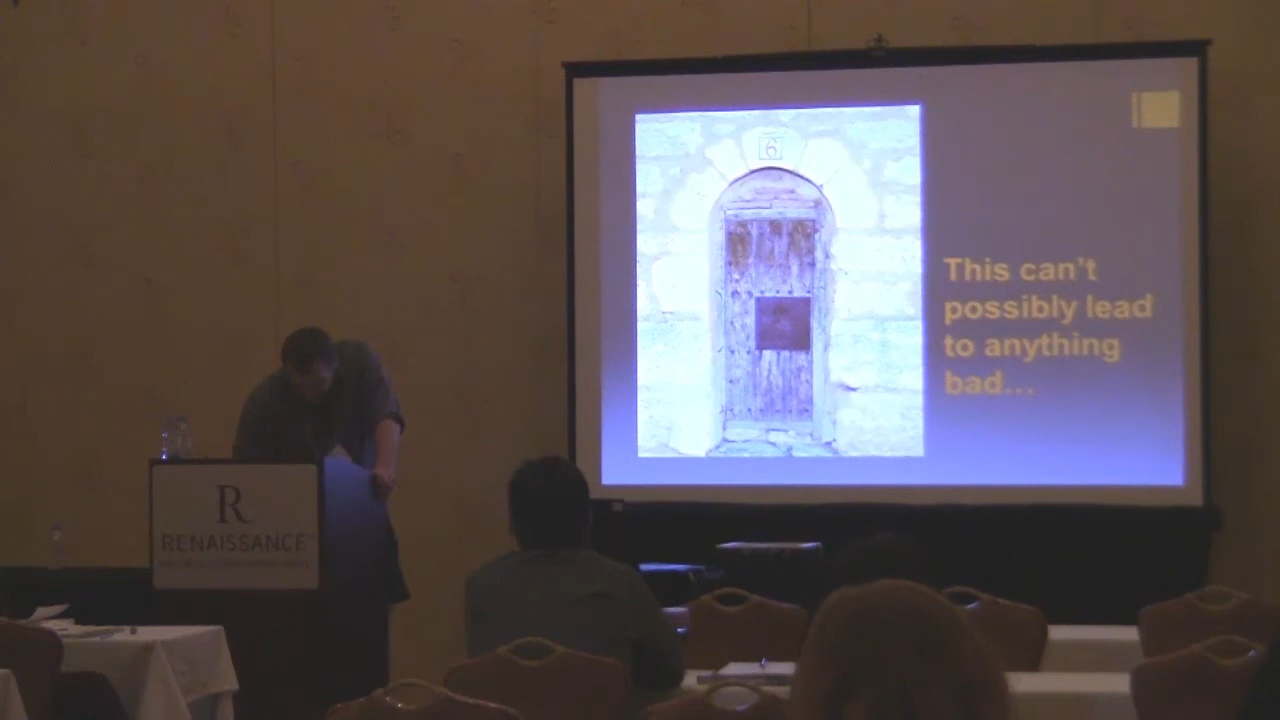 6
This can't
possibly lead
to anything
bad...
R
RENAISSANCE